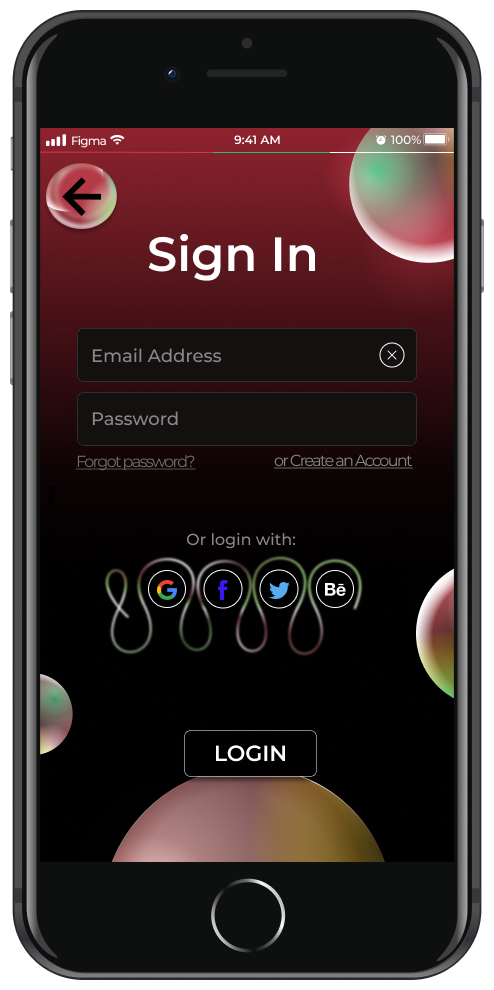 Figma 9:41 AM 100%
Sign In
Email Address
Password
Forgot password? or Create an Account
Or login with:
G f Bē
LOGIN